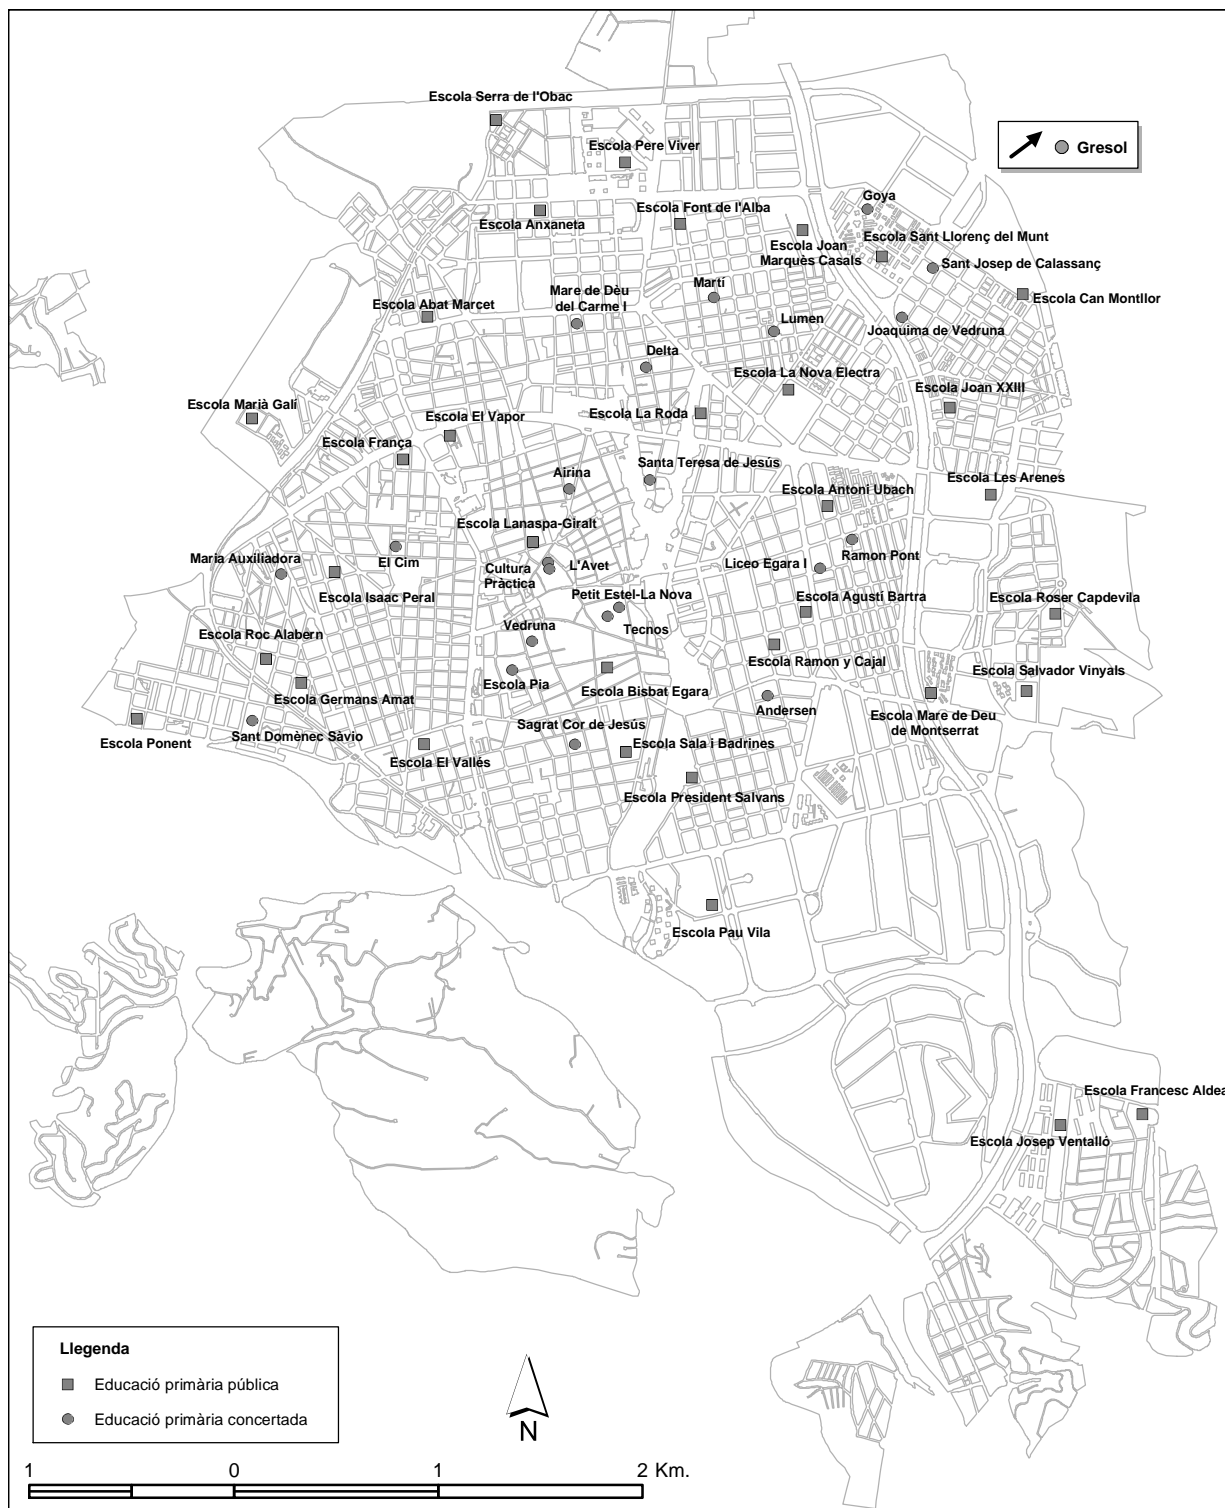 Escola Serra de l'Obac
Escola Pere Viver
Gresol
Goya
Escola Font de l'Alba
Escola Anxaneta
Escola Joan
Marquès Casals
Escola Sant Llorenç del Munt
Sant Josep de Calassanç
Mare de Dèu
del Carme I
Martí
Escola Abat Marcet
Escola Can Montllor
Lumen
Joaquima de Vedruna
Delta
Escola La Nova Electra
Escola Joan XXIII
Escola Marià Galí
Escola El Vapor
Escola La Roda
Escola França
Airina
Santa Teresa de Jesús
Escola Les Arenes
Escola Antoni Ubach
Escola Lanaspa-Giralt
Ramon Pont
Maria Auxiliadora
El Cim
Cultura
Pràctica
L'Avet
Liceo Egara I
Escola Isaac Peral
Petit Estel-La Nova
Escola Agustí Bartra
Escola Roser Capdevila
Escola Roc Alabern
Vedruna
Tecnos
Escola Ramon y Cajal
Escola Salvador Vinyals
Escola Pia
Escola Bisbat Egara
Escola Germans Amat
Andersen
Escola Mare de Deu
de Montserrat
Sagrat Cor de Jesús
Escola Ponent
Sant Domènec Sàvio
Escola El Vallés
Escola Sala i Badrines
Escola President Salvans
Escola Pau Vila
Escola Francesc Aldea
Escola Josep Ventalló
Llegenda
Educació primària pública
Educació primària concertada
N
1 0 1 2 Km.